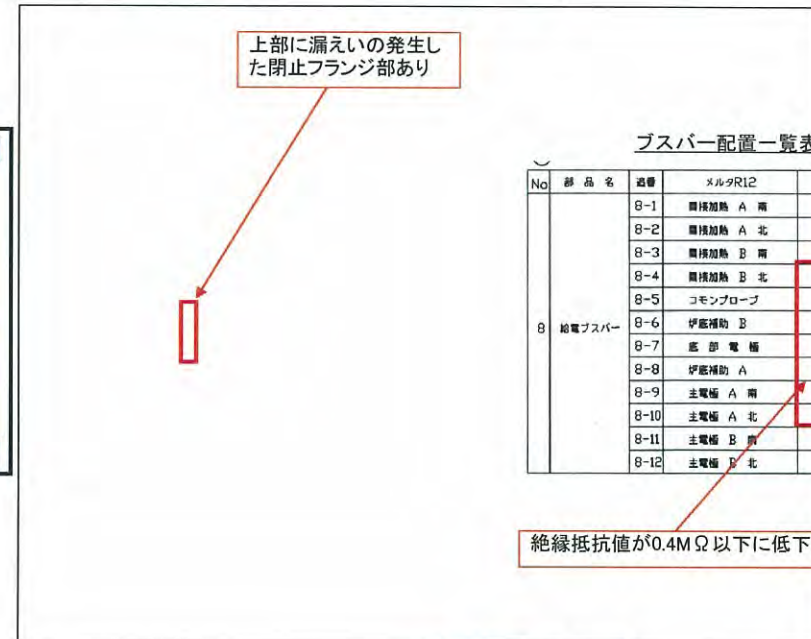 上部に漏えいの発生し
た閉止フランジ部あり
ブスバー配置一覧表
No 部品名 追番 メルタR12
8 給電ブスバー
8-1 間接加熱 A 南
8-2 間接加熱 A 北
8-3 間接加熱 B 南
8-4 間接加熱 B 北
8-5 コモンプローブ
8-6 炉底補助 B
8-7 底部電極
8-8 炉底補助 A
8-9 主電極 A 南
8-10 主電極 A 北
8-11 主電極 B 南
8-12 主電極 B 北
絶縁抵抗値が0.4MΩ以下に低下